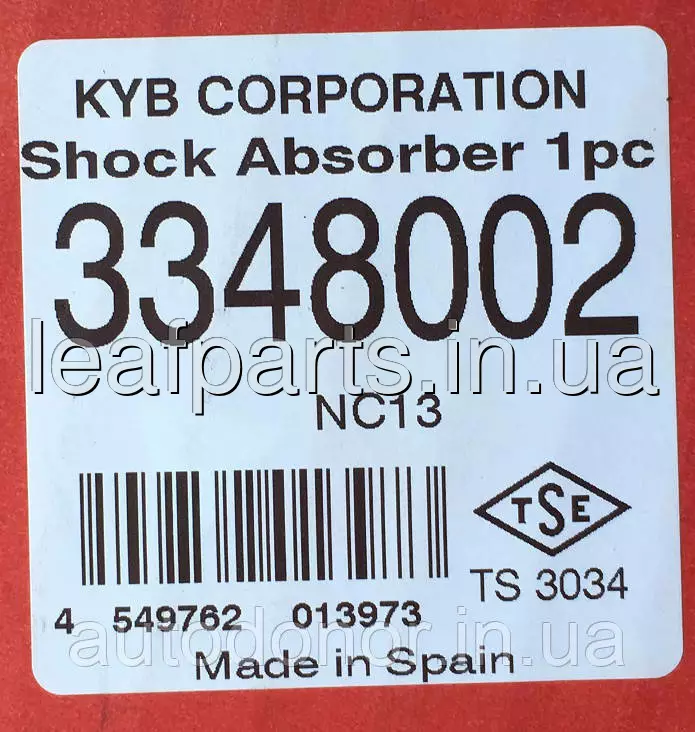 KYB CORPORATION
Shock Absorber 1pc
3348002
leafparts.in.ua
NC13
TSE
TS 3034
4 549762 013973
autodonor.in.ua
Made in Spain